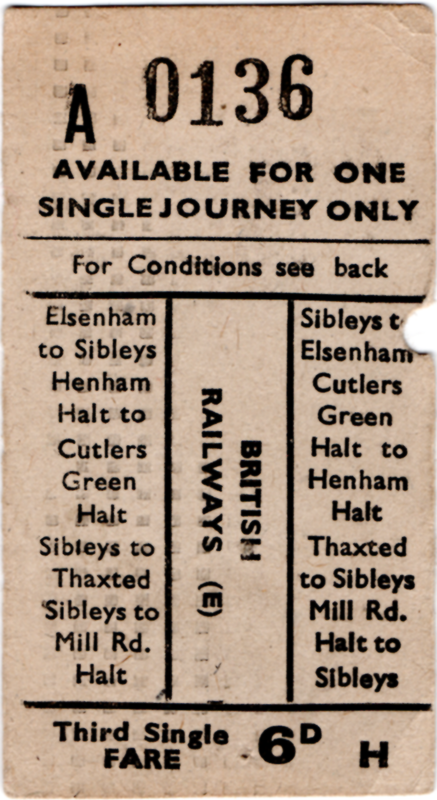 A 0136
AVAILABLE FOR ONE
SINGLE JOURNEY ONLY
For Conditions see back
Elsenham
to Sibleys
Henham
Halt to
Cutlers
Green
Halt
Sibleys to
Thaxted
Sibleys to
Mill Rd.
Halt
BRITISH
RAILWAYS (E)
Sibleys t
Elsenham
Cutlers
Green
Halt to
Henham
Halt
Thaxted
to Sibleys
Mill Rd.
Halt to
Sibleys
Third Single
FARE
6D
H